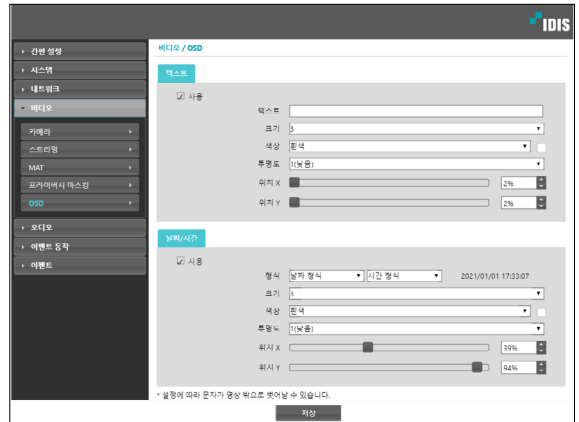 IDIS
간편 설정
시스템
네트워크
비디오
카메라
스트리밍
MAT
프라이버시 마스킹
OSD
오디오
이벤트 동작
이벤트
비디오 / OSD
텍스트
사용
텍스트
크기 3
색상 흰색
투명도 1(낮음)
위치 X 2%
위치 Y 2%
날짜/시간
사용
형식 날짜 형식 시간 형식 2021/01/01 17:33:07
크기 3
색상 흰색
투명도 1(낮음)
위치 X 39%
위치 Y 94%
* 설정에 따라 문자가 영상 밖으로 벗어날 수 있습니다.
저장